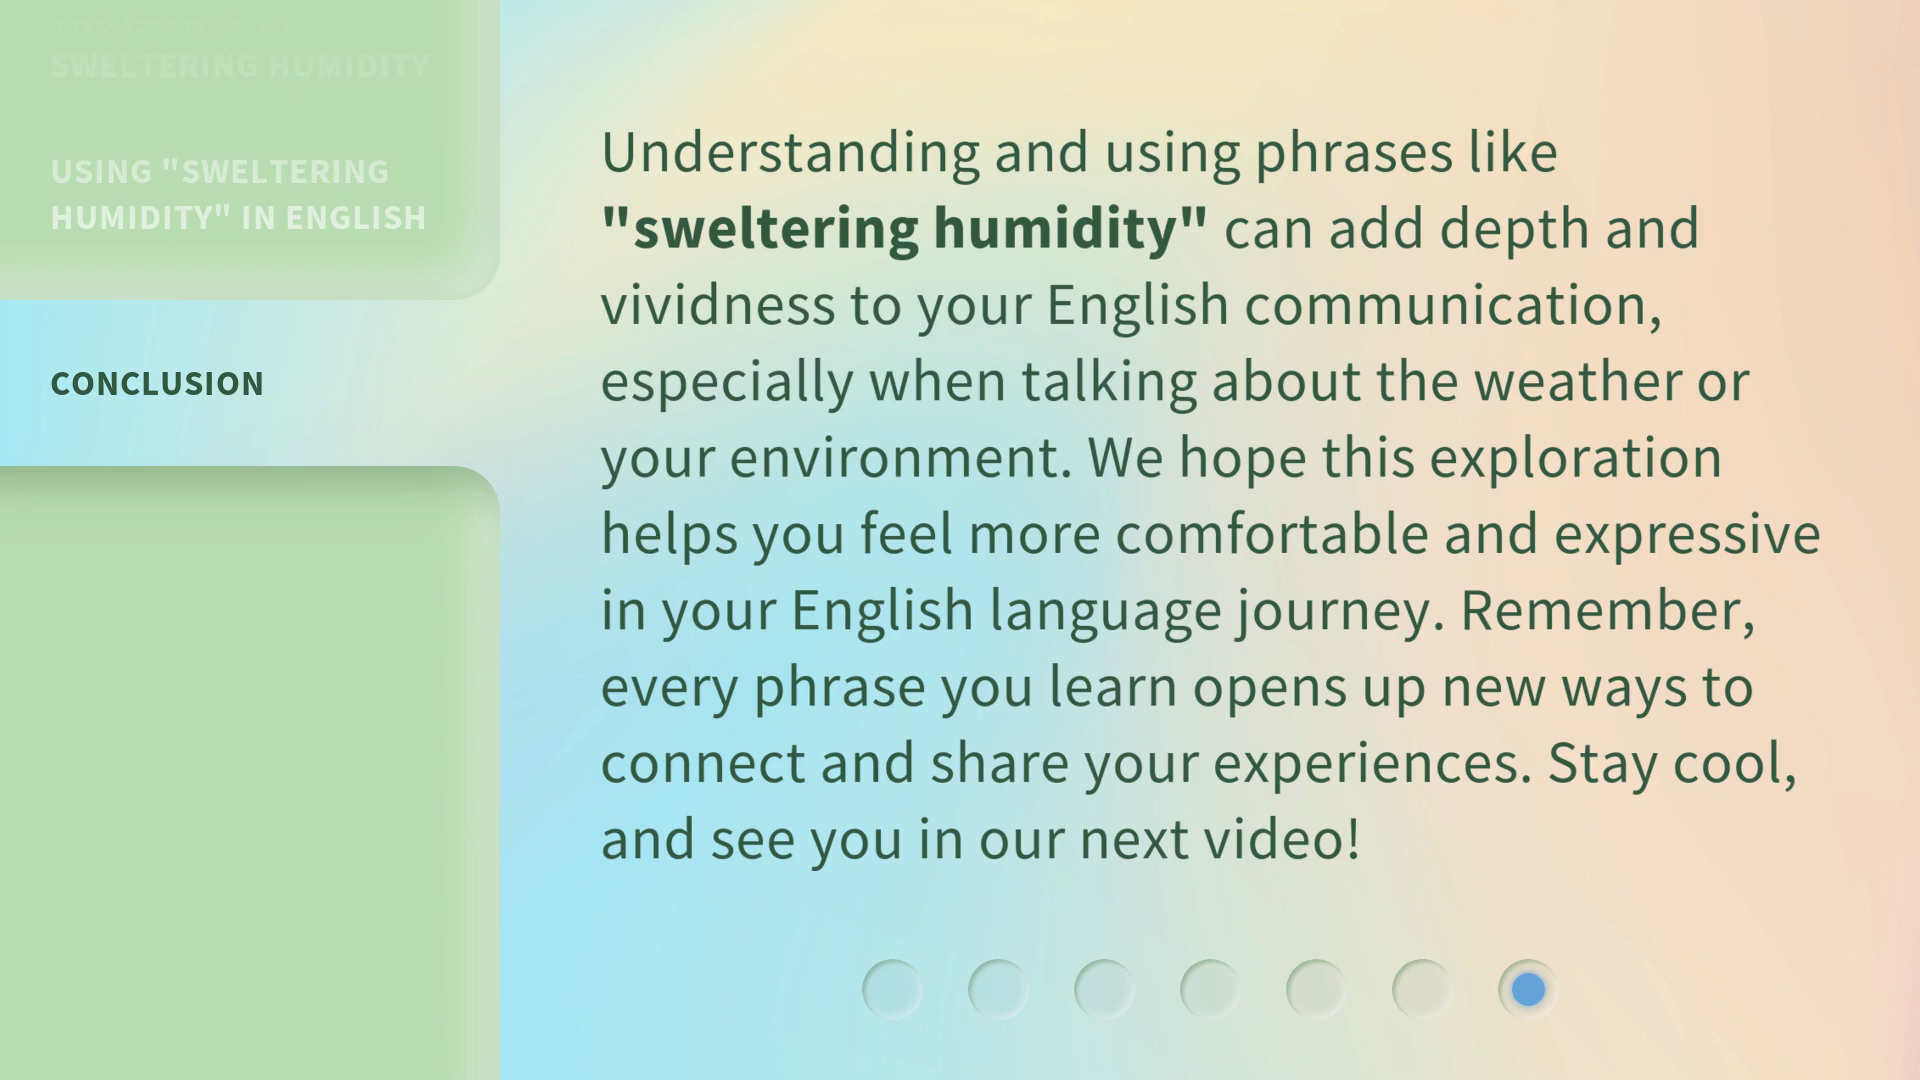 SWELTERING HUMIDITY
USING "SWELTERING
HUMIDITY" IN ENGLISH
CONCLUSION
Understanding and using phrases like
"sweltering humidity" can add depth and
vividness to your English communication,
especially when talking about the weather or
your environment. We hope this exploration
helps you feel more comfortable and expressive
in your English language journey. Remember,
every phrase you learn opens up new ways to
connect and share your experiences. Stay cool,
and see you in our next video!